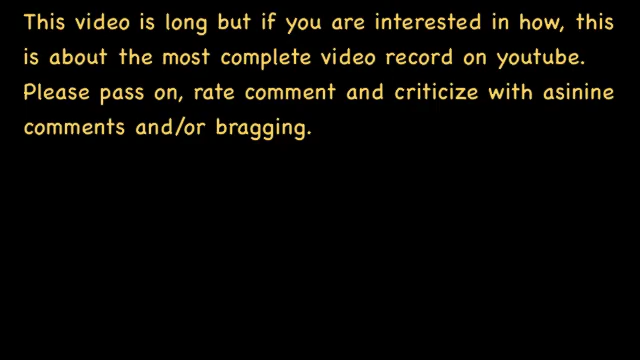 This video is long but if you are interested in how, this
is about the most complete video record on youtube.
Please pass on, rate comment and criticize with asinine
comments and/or bragging.